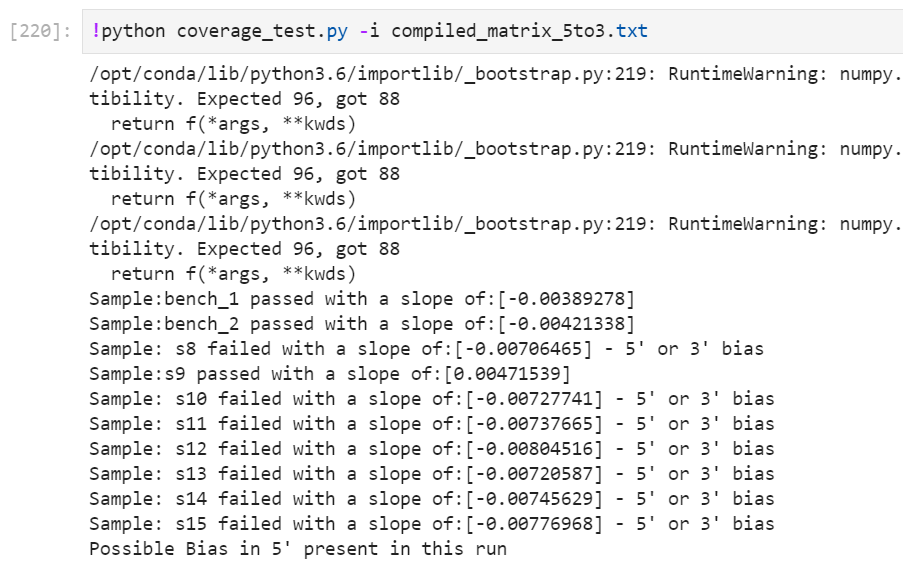 [220]: !python coverage_test.py -i compiled_matrix_5to3.txt
/opt/conda/lib/python3.6/importlib/_bootstrap.py:219: RuntimeWarning: numpy.
tibility. Expected 96, got 88
  return f(*args, **kwds)
/opt/conda/lib/python3.6/importlib/_bootstrap.py:219: RuntimeWarning: numpy.
tibility. Expected 96, got 88
  return f(*args, **kwds)
/opt/conda/lib/python3.6/importlib/_bootstrap.py:219: RuntimeWarning: numpy.
tibility. Expected 96, got 88
  return f(*args, **kwds)
Sample:bench_1 passed with a slope of:[-0.00389278]
Sample:bench_2 passed with a slope of:[-0.00421338]
Sample: s8 failed with a slope of:[-0.00706465] - 5' or 3' bias
Sample:s9 passed with a slope of:[0.00471539]
Sample: s10 failed with a slope of:[-0.00727741] - 5' or 3' bias
Sample: s11 failed with a slope of:[-0.00737665] - 5' or 3' bias
Sample: s12 failed with a slope of:[-0.00804516] - 5' or 3' bias
Sample: s13 failed with a slope of:[-0.00720587] - 5' or 3' bias
Sample: s14 failed with a slope of:[-0.00745629] - 5' or 3' bias
Sample: s15 failed with a slope of:[-0.00776968] - 5' or 3' bias
Possible Bias in 5' present in this run